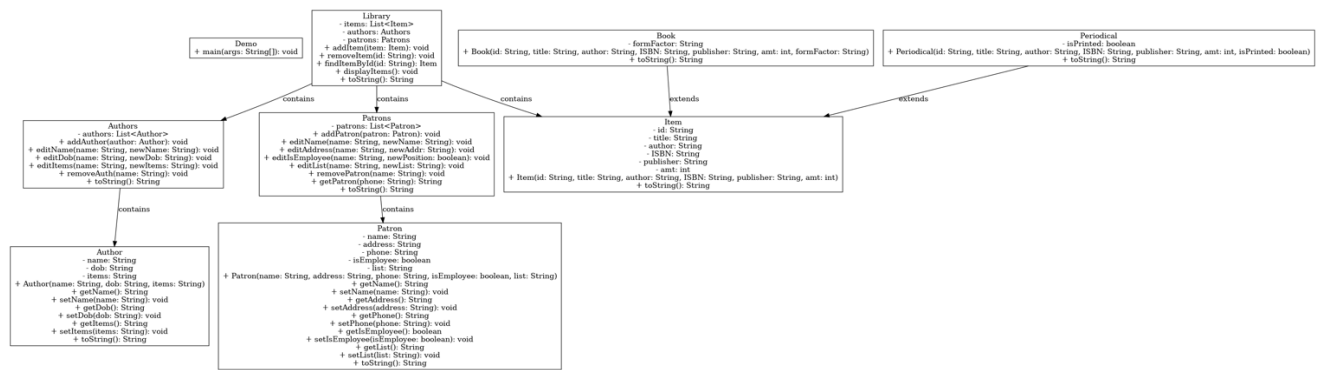 Demo
+ main(args: String[]): void
Library
- items: List<Item>
- authors: Authors
- patrons: Patrons
+ addItem(item: Item): void
+ removeItem(id: String): void
+ findItemById(id: String): Item
+ displayItems(): void
+ toString(): String
Book
- formFactor: String
+ Book(id: String, title: String, author: String, ISBN: String, publisher: String, amt: int, formFactor: String)
+ toString(): String
Periodical
- isPrinted: boolean
+ Periodical(id: String, title: String, author: String, ISBN: String, publisher: String, amt: int, isPrinted: boolean)
+ toString(): String
contains
contains
contains
extends
extends
Authors
- authors: List<Author>
+ addAuthor(author: Author): void
+ editName(name: String, newName: String): void
+ editDob(name: String, newDob: String): void
+ editItems(name: String, newItems: String): void
+ removeAuth(name: String): void
+ toString(): String
Patrons
- patrons: List<Patron>
+ addPatron(patron: Patron): void
+ editName(name: String, newName: String): void
+ editAddress(name: String, newAddr: String): void
+ editIsEmployee(name: String, newPosition: boolean): void
+ editList(name: String, newList: String): void
+ removePatron(name: String): void
+ getPatron(phone: String): String
+ toString(): String
Item
- id: String
- title: String
- author: String
- ISBN: String
- publisher: String
- amt: int
+ Item(id: String, title: String, author: String, ISBN: String, publisher: String, amt: int)
+ toString(): String
contains
contains
Author
- name: String
- dob: String
- items: String
+ Author(name: String, dob: String, items: String)
+ getName(): String
+ setName(name: String): void
+ getDob(): String
+ setDob(dob: String): void
+ getItems(): String
+ setItems(items: String): void
+ toString(): String
Patron
- name: String
- address: String
- phone: String
- isEmployee: boolean
- list: String
+ Patron(name: String, address: String, phone: String, isEmployee: boolean, list: String)
+ getName(): String
+ setName(name: String): void
+ getAddress(): String
+ setAddress(address: String): void
+ getPhone(): String
+ setPhone(phone: String): void
+ getIsEmployee(): boolean
+ setIsEmployee(isEmployee: boolean): void
+ getList(): String
+ setList(list: String): void
+ toString(): String